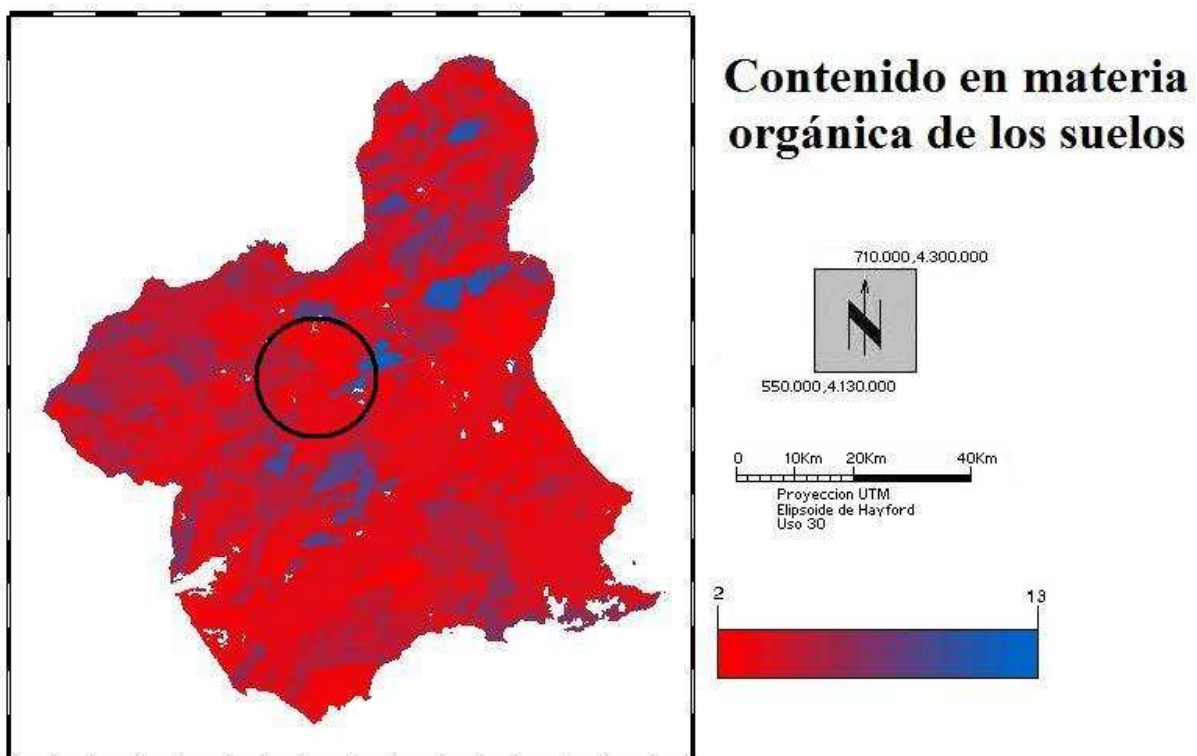 Contenido en materia
orgánica de los suelos
710.000,4.300.000
N
550.000,4.130.000
0 10Km 20Km 40Km
Proyeccion UTM
Elipsoide de Hayford
Uso 30
2 13